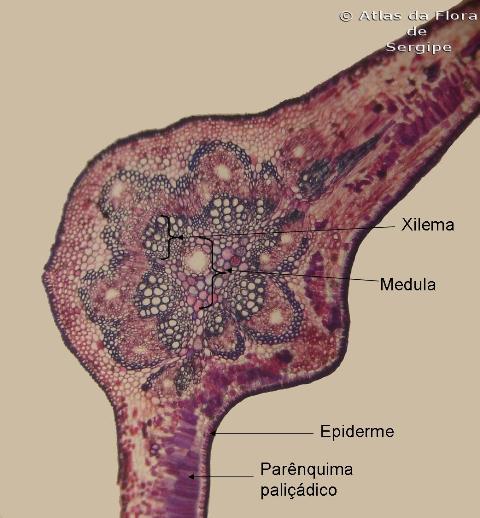 © Atlas da Flora
de
Sergipe
Xilema
Medula
Epiderme
Parênquima
paliçádico